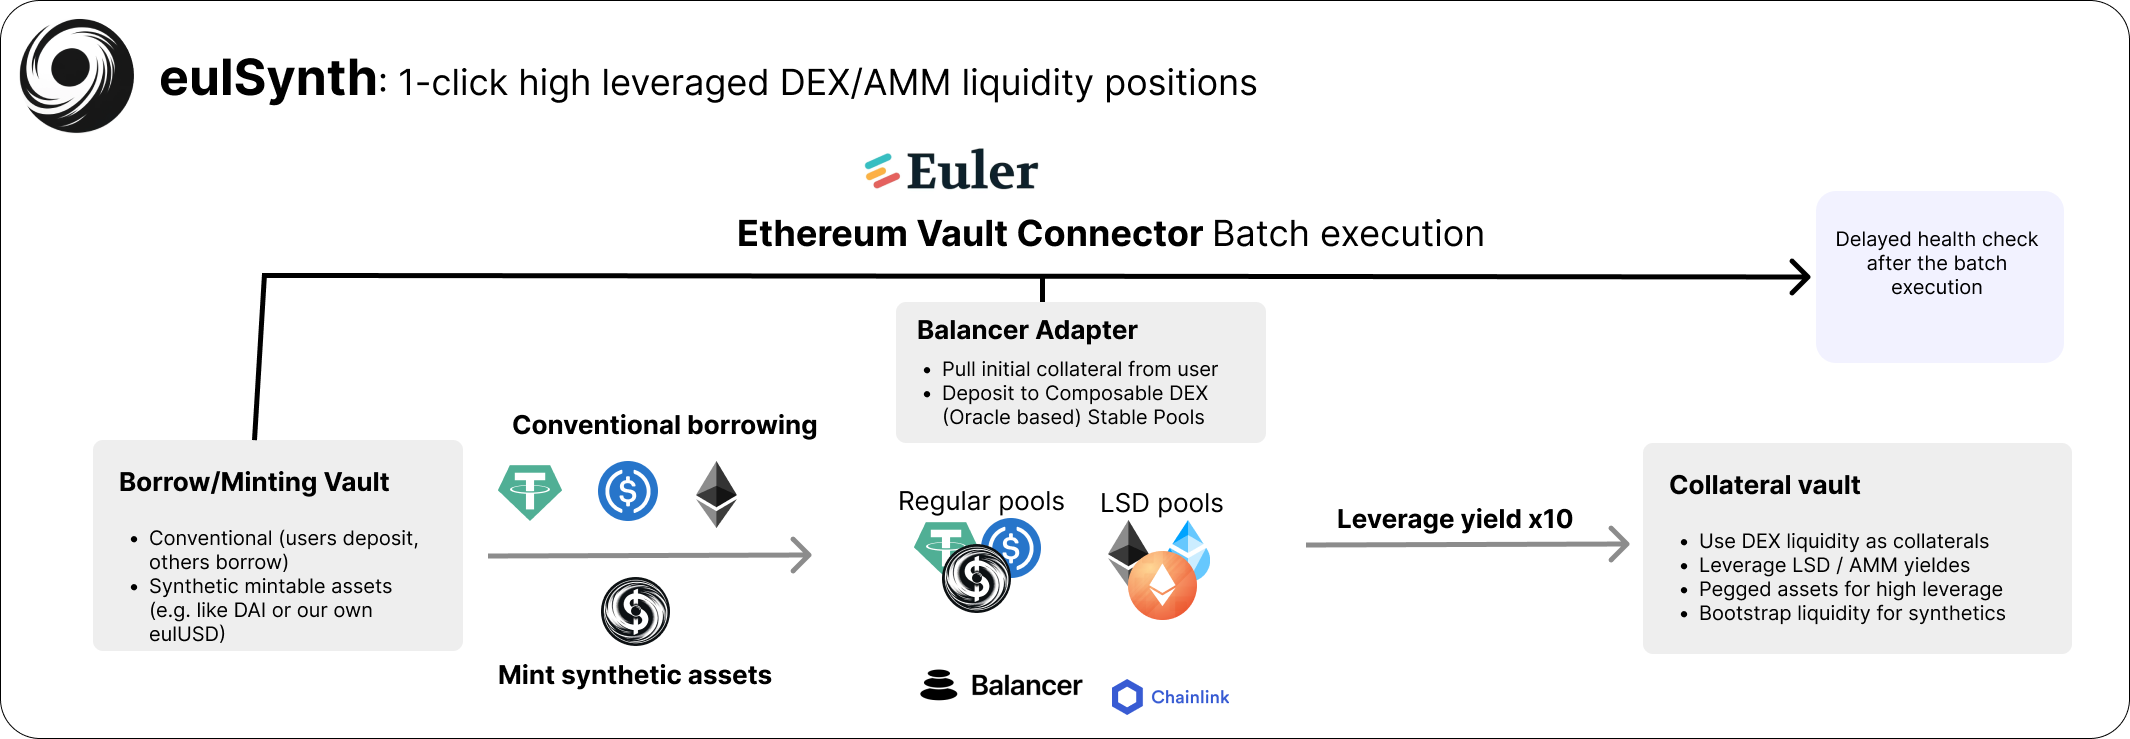 eulSynth: 1-click high leveraged DEX/AMM liquidity positions
Euler
Ethereum Vault Connector Batch execution
Delayed health check
after the batch
execution
Balancer Adapter
• Pull initial collateral from user
• Deposit to Composable DEX
(Oracle based) Stable Pools
Borrow/Minting Vault
• Conventional (users deposit,
others borrow)
• Synthetic mintable assets
(e.g. like DAI or our own
eulUSD)
Conventional borrowing
Mint synthetic assets
Regular pools
LSD pools
Balancer
Chainlink
Leverage yield x10
Collateral vault
• Use DEX liquidity as collaterals
• Leverage LSD / AMM yieldes
• Pegged assets for high leverage
• Bootstrap liquidity for synthetics